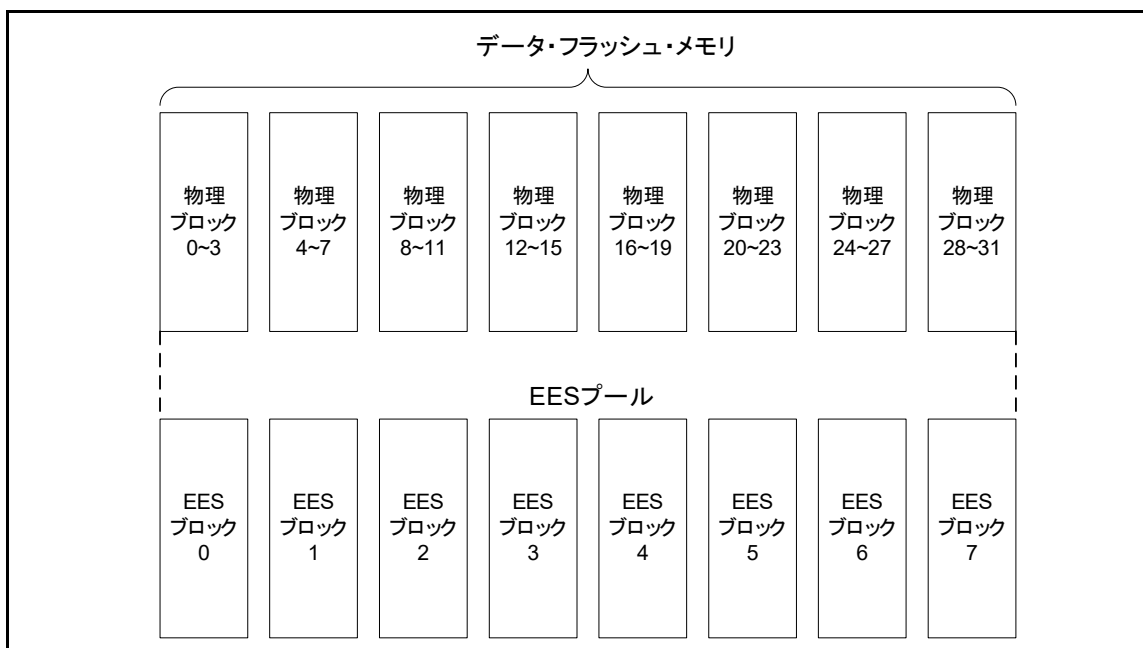 データ・フラッシュ・メモリ
物理
ブロック
0~3
物理
ブロック
4~7
物理
ブロック
8~11
物理
ブロック
12~15
物理
ブロック
16~19
物理
ブロック
20~23
物理
ブロック
24~27
物理
ブロック
28~31
EESプール
EES
ブロック
0
EES
ブロック
1
EES
ブロック
2
EES
ブロック
3
EES
ブロック
4
EES
ブロック
5
EES
ブロック
6
EES
ブロック
7